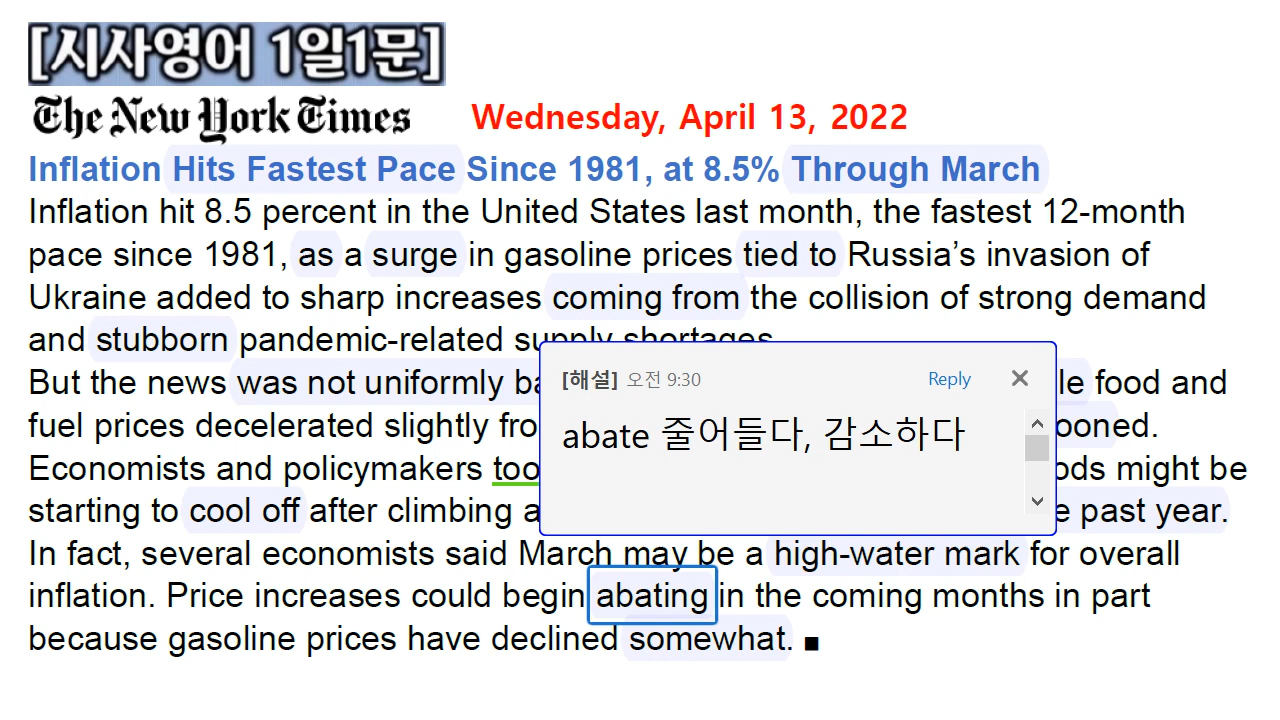 [시사영어 1일1문]
The New York Times Wednesday, April 13, 2022
Inflation Hits Fastest Pace Since 1981, at 8.5% Through March
Inflation hit 8.5 percent in the United States last month, the fastest 12-month
pace since 1981, as a surge in gasoline prices tied to Russia’s invasion of
Ukraine added to sharp increases coming from the collision of strong demand
and stubborn pandemic-related supply shortages.
But the news was not uniformly food and
[해설] 오전 9:30 Reply ×
fuel prices decelerated slightly
abate 줄어들다, 감소하다
Economists and policymakers might be
starting to cool off after climbing past year.
In fact, several economists said March may be a high-water mark for overall
inflation. Price increases could begin abating in the coming months in part
because gasoline prices have declined somewhat. ■